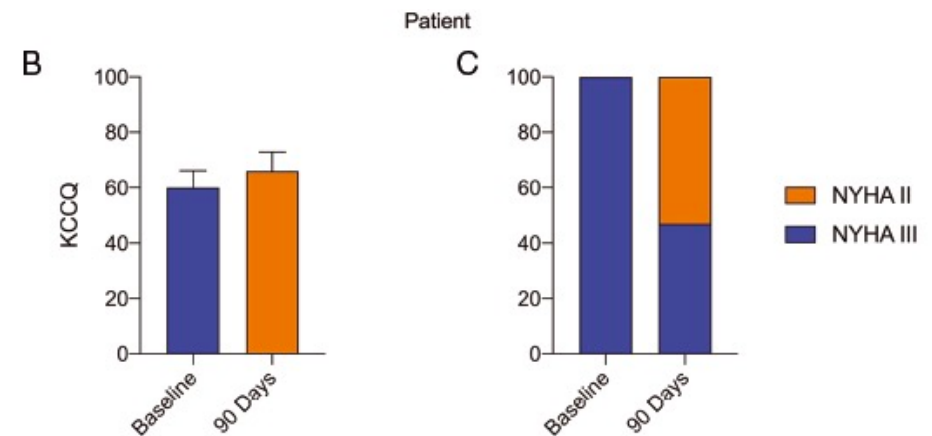 Patient
B
KCCQ
100
80
60
40
20
0
Baseline
90 Days
C
100
80
60
40
20
0
Baseline
90 Days
NYHA II
NYHA III